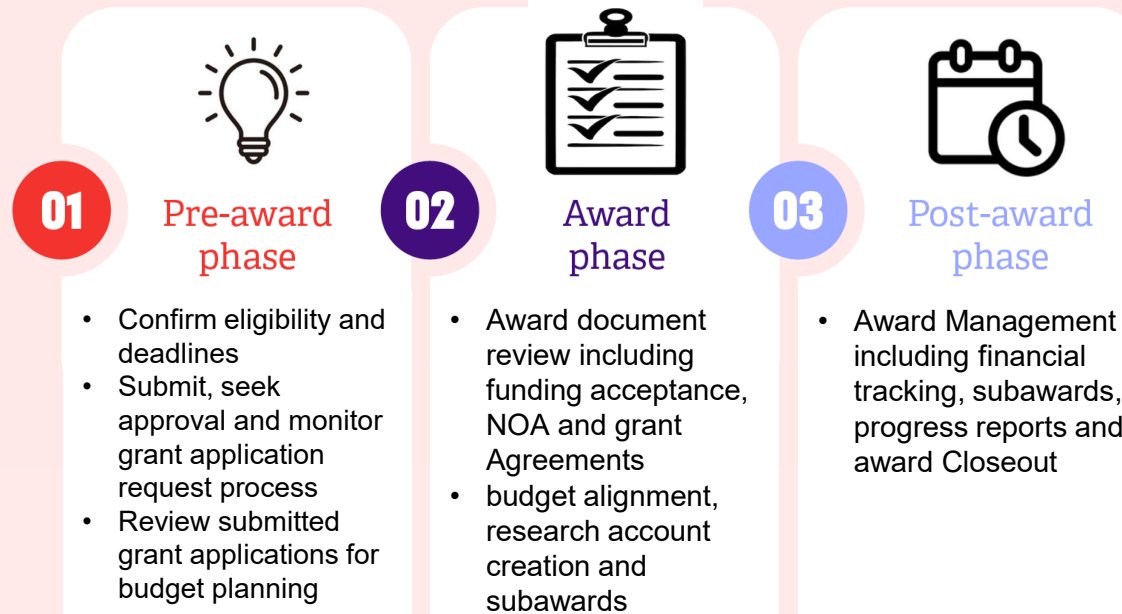 01
Pre-award
phase
• Confirm eligibility and
deadlines
• Submit, seek
approval and monitor
grant application
request process
• Review submitted
grant applications for
budget planning
02
Award
phase
• Award document
review including
funding acceptance,
NOA and grant
Agreements
• budget alignment,
research account
creation and
subawards
03
Post-award
phase
• Award Management
including financial
tracking, subawards,
progress reports and
award Closeout